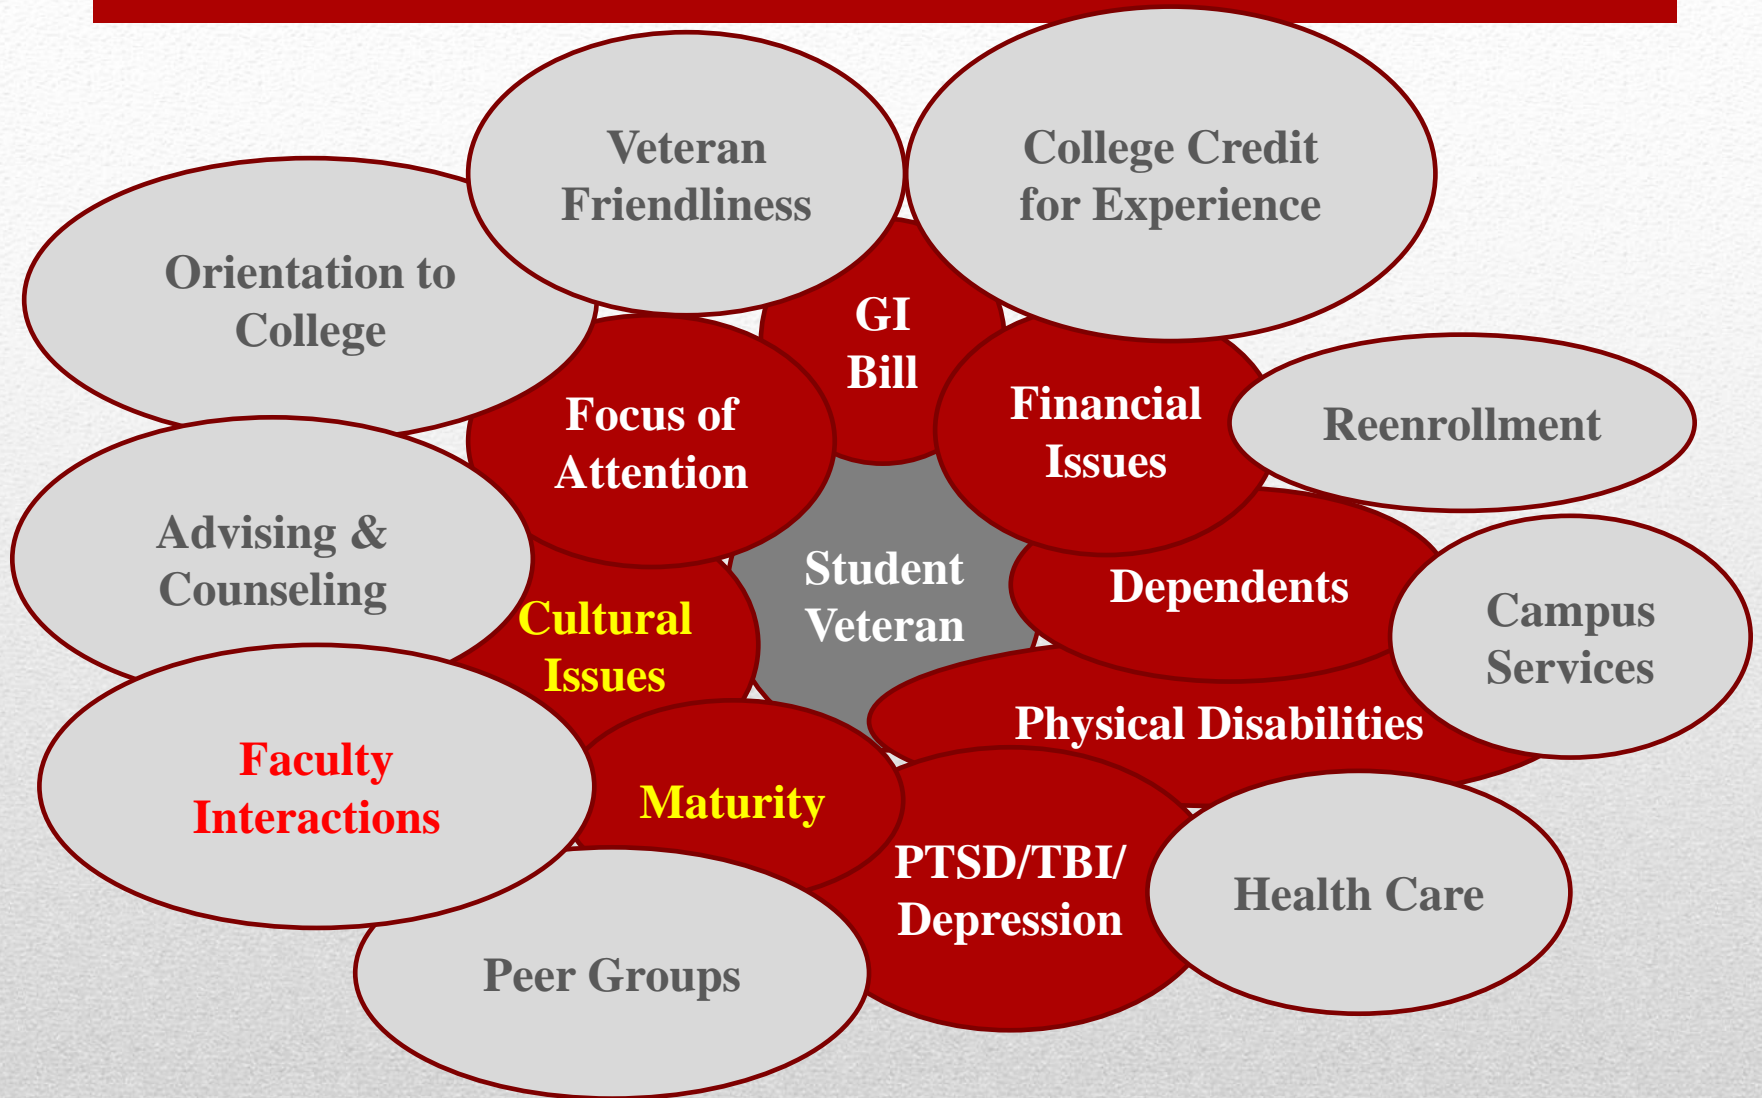 Veteran
Friendliness
College Credit
for Experience
Orientation to
College
GI
Bill
Focus of
Attention
Financial
Issues
Reenrollment
Advising &
Counseling
Student
Veteran
Dependents
Campus
Services
Cultural
Issues
Physical Disabilities
Faculty
Interactions
Maturity
PTSD/TBI/
Depression
Health Care
Peer Groups